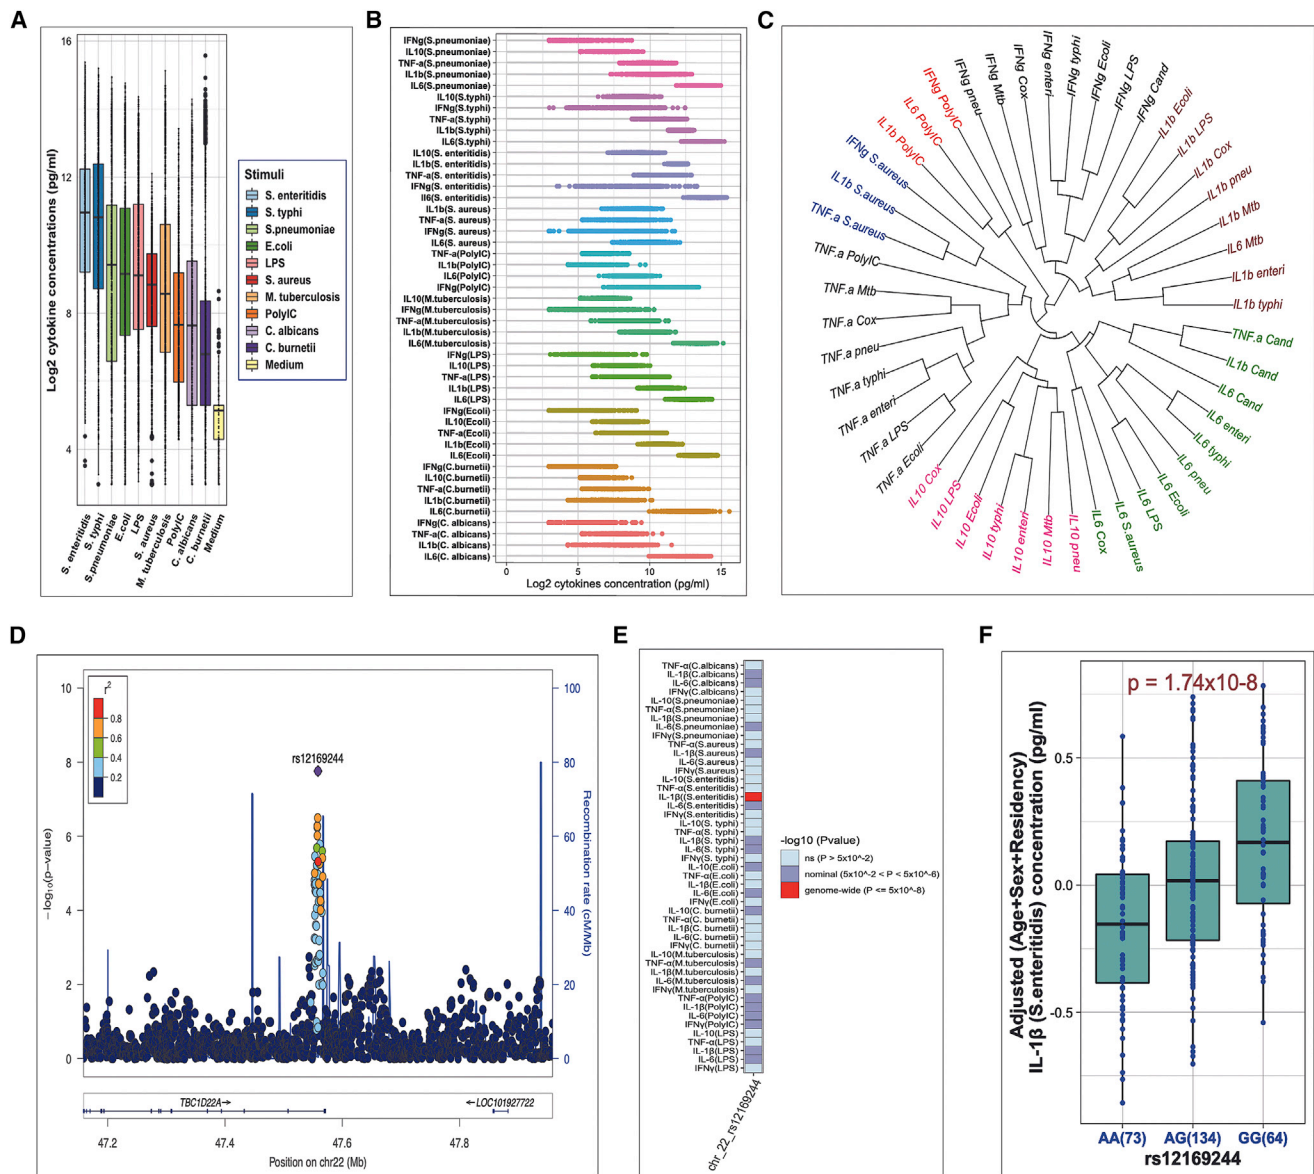 A
16
12
8
4
Log2 cytokine concentrations (pg/ml)
S. enteritidis
S. typhi
S.pneumoniae
E.coli
LPS
S. aureus
M. tuberculosis
PolyIC
C. albicans
C. burnetii
Medium
Stimuli
S. enteritidis
S. typhi
S.pneumoniae
E.coli
LPS
S. aureus
M. tuberculosis
PolyIC
C. albicans
C. burnetii
Medium
B
IFNg(S.pneumoniae)
IL10(S.pneumoniae)
TNF-a(S.pneumoniae)
IL1b(S.pneumoniae)
IL6(S.pneumoniae)
IL10(S.typhi)
IFNg(S.typhi)
TNF-a(S.typhi)
IL1b(S.typhi)
IL6(S.typhi)
IL10(S. enteritidis)
IL1b(S. enteritidis)
TNF-a(S. enteritidis)
IFNg(S. enteritidis)
Il6(S. enteritidis)
IL1b(S. aureus)
TNF-a(S. aureus)
IFNg(S. aureus)
IL6(S. aureus)
TNF-a(PolyIC)
IL1b(PolyIC)
IL6(PolyIC)
IFNg(PolyIC)
IL10(M.tuberculosis)
IFNg(M.tuberculosis)
TNF-a(M.tuberculosis)
IL1b(M.tuberculosis)
IL6(M.tuberculosis)
IFNg(LPS)
IL10(LPS)
TNF-a(LPS)
IL1b(LPS)
IL6(LPS)
IFNg(Ecoli)
IL10(Ecoli)
TNF-a(Ecoli)
IL1b(Ecoli)
IL6(Ecoli)
IFNg(C.burnetii)
IL10(C.burnetii)
TNF-a(C.burnetii)
IL1b(C.burnetii)
IL6(C.burnetii)
IFNg(C. albicans)
TNF-a(C. albicans)
IL1b(C. albicans)
IL6(C. albicans)
0 5 10 15
Log2 cytokines concentration (pg/ml)
C
IFNg enteri
IFNg typhi
IFNg Ecoli
IFNg LPS
IFNg Cand
IL1b Ecoli
IL1b LPS
IL1b Cox
IL1b pneu
IL1b Mtb
IL6 Mtb
IL1b enteri
IL1b typhi
TNF.a Cand
IL1b Cand
IL6 Cand
IL6 enteri
IL6 typhi
IL6 pneu
IL6 Ecoli
IL6 LPS
IL6 S.aureus
IL6 Cox
IL10 pneu
IL10 Mtb
IL10 enteri
IL10 typhi
IL10 Ecoli
IL10 LPS
IL10 Cox
TNF.a Ecoli
TNF.a LPS
TNF.a enteri
TNF.a typhi
TNF.a pneu
TNF.a Cox
TNF.a Mtb
TNF.a PolyIC
TNF.a S.aureus
IL1b S.aureus
IFNg S.aureus
IL1b PolyIC
IL6 PolyIC
IFNg PolyIC
IFNg pneu
IFNg Mtb
IFNg Cox
D
r²
0.8
0.6
0.4
0.2
rs12169244
10
8
6
4
2
0
−log₁₀(p−value)
100
80
60
40
20
0
Recombination rate (cM/Mb)
TBC1D22A→
←LOC101927722
47.2 47.4 47.6 47.8
Position on chr22 (Mb)
E
TNF-α(C.albicans)
IL-1β(C.albicans)
IL-6(C.albicans)
IFNγ(C.albicans)
IL-10(S.pneumoniae)
TNF-α(S.pneumoniae)
IL-1β(S.pneumoniae)
IL-6(S.pneumoniae)
IFNγ(S.pneumoniae)
TNF-α(S.aureus)
IL-1β(S.aureus)
IL-6(S.aureus)
IFNγ(S.aureus)
IL-10(S.enteritidis)
TNF-α(S.enteritidis)
IL-1β((S.enteritidis)
IL-6(S.enteritidis)
IFNγ(S.enteritidis)
IL-10(S. typhi)
TNF-α(S. typhi)
IL-1β(S. typhi)
IL-6(S. typhi)
IFNγ(S. typhi)
IL-10(E.coli)
TNF-α(E.coli)
IL-1β(E.coli)
IL-6(E.coli)
IFNγ(E.coli)
IL-10(C. burnetii)
TNF-α(C. burnetii)
IL-1β(C. burnetii)
IL-6(C. burnetii)
IFNγ(C. burnetii)
IL-10(M.tuberculosis)
TNF-α(M.tuberculosis)
IL-1β(M.tuberculosis)
IL-6(M.tuberculosis)
IFNγ(M.tuberculosis)
TNF-α(PolyIC)
IL-1β(PolyIC)
IL-6(PolyIC)
IFNγ(PolyIC)
IL-10(LPS)
TNF-α(LPS)
IL-1β(LPS)
IL-6(LPS)
IFNγ(LPS)
chr_22_rs12169244
-log10 (Pvalue)
ns (P > 5x10^-2)
nominal (5x10^-2 < P < 5x10^-6)
genome-wide (P <= 5x10^-8)
F
p = 1.74x10-8
0.5
0.0
-0.5
Adjusted (Age+Sex+Residency)
IL-1β (S.enteritidis) concentration (pg/ml)
AA(73) AG(134) GG(64)
rs12169244